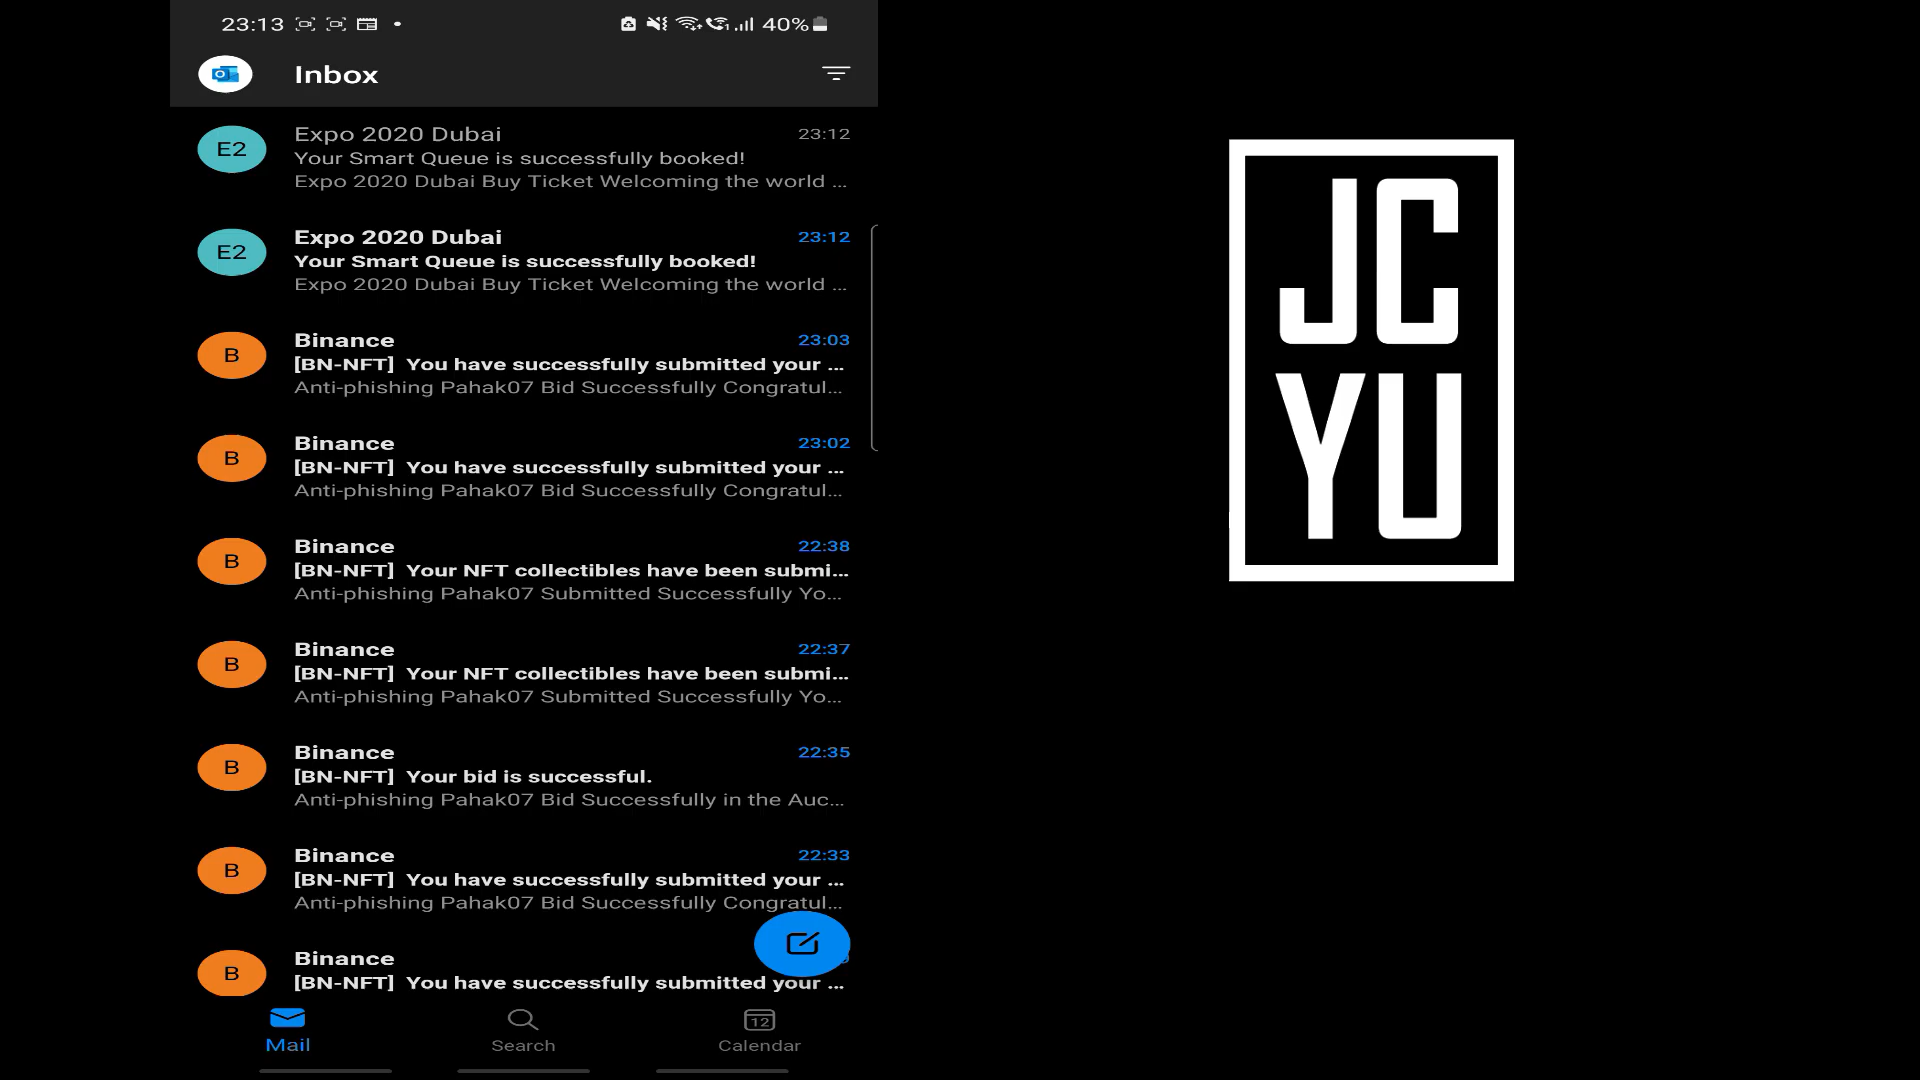 23:13
40%
Inbox
E2
Expo 2020 Dubai
23:12
Your Smart Queue is successfully booked!
Expo 2020 Dubai Buy Ticket Welcoming the world ...
E2
Expo 2020 Dubai
23:12
Your Smart Queue is successfully booked!
Expo 2020 Dubai Buy Ticket Welcoming the world ...
B
Binance
23:03
[BN-NFT] You have successfully submitted your ...
Anti-phishing Pahak07 Bid Successfully Congratul...
B
Binance
23:02
[BN-NFT] You have successfully submitted your ...
Anti-phishing Pahak07 Bid Successfully Congratul...
B
Binance
22:38
[BN-NFT] Your NFT collectibles have been submi...
Anti-phishing Pahak07 Submitted Successfully Yo...
B
Binance
22:37
[BN-NFT] Your NFT collectibles have been submi...
Anti-phishing Pahak07 Submitted Successfully Yo...
B
Binance
22:35
[BN-NFT] Your bid is successful.
Anti-phishing Pahak07 Bid Successfully in the Auc...
B
Binance
22:33
[BN-NFT] You have successfully submitted your ...
Anti-phishing Pahak07 Bid Successfully Congratul...
B
Binance
[BN-NFT] You have successfully submitted your ...
Mail
Search
12
Calendar
JC
YU